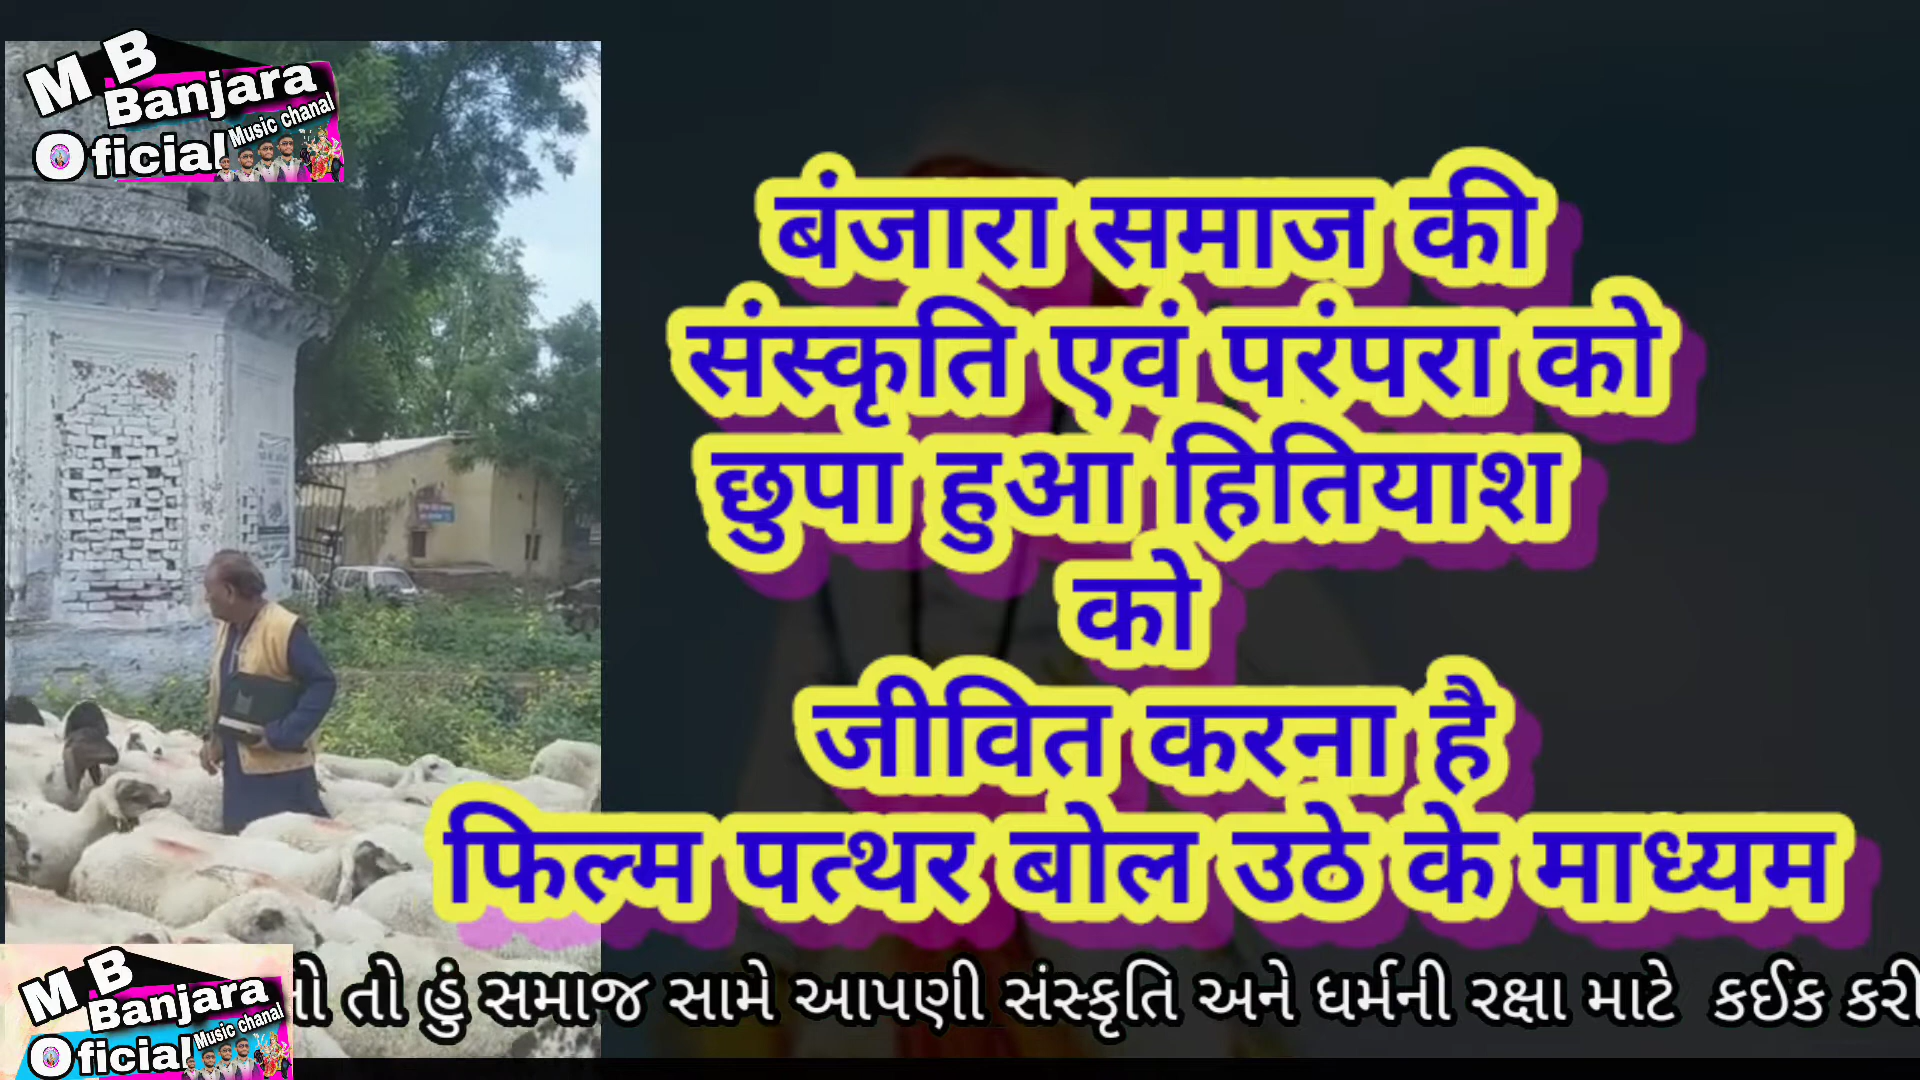 M B
Banjara
Oficial Music chanal
बंजारा समाज की
संस्कृति एवं परंपरा को
छुपा हुआ हितियाश
को
जीवित करना है
फिल्म पत्थर बोल उठे के माध्यम
M B
Banjara
Oficial Music chanal
તો હું સમાજ સામે આપણી સંસ્કૃતિ અને ધર્મની રક્ષા માટે કઈક કરી